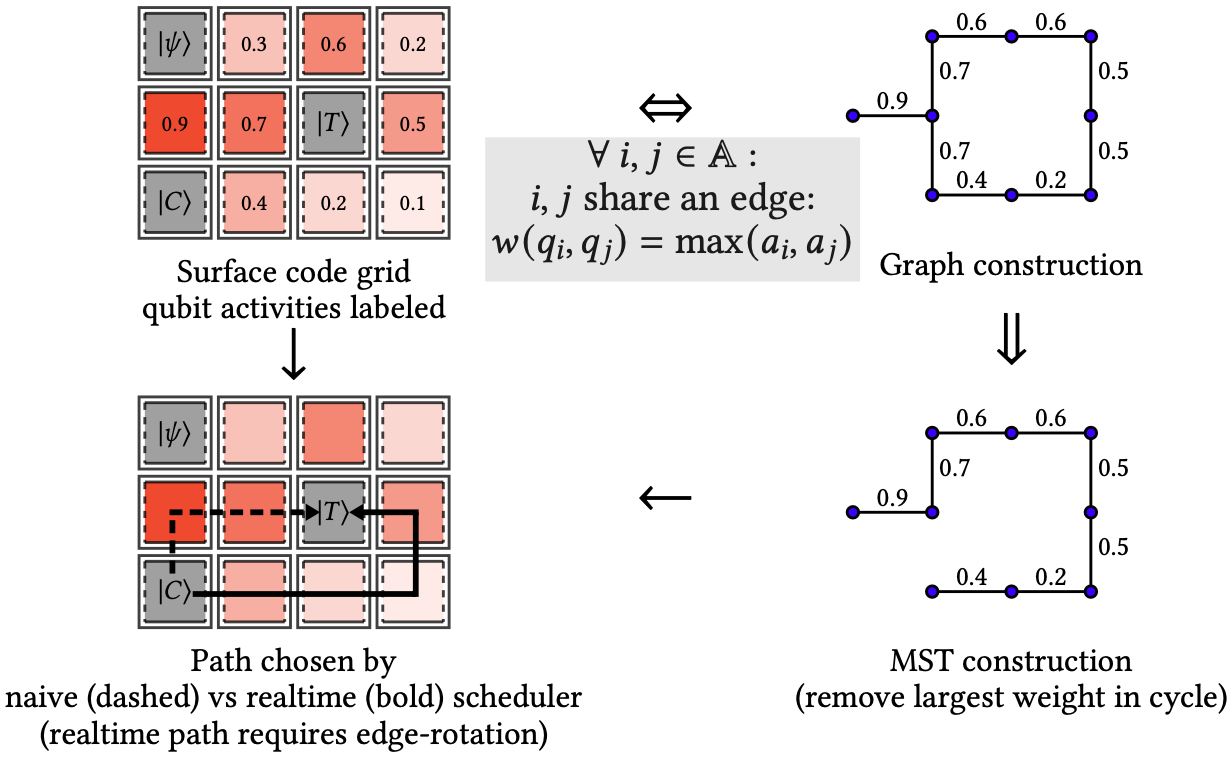 |ψ⟩ 0.3 0.6 0.2
0.9 0.7 |T⟩ 0.5
|C⟩ 0.4 0.2 0.1
Surface code grid
qubit activities labeled
∀ i, j ∈ 𝔸 :
i, j share an edge:
w(qᵢ, qⱼ) = max(aᵢ, aⱼ)
0.6 0.6
0.7 0.5
0.9
0.7 0.5
0.4 0.2
Graph construction
|ψ⟩
|T⟩
|C⟩
Path chosen by
naive (dashed) vs realtime (bold) scheduler
(realtime path requires edge-rotation)
0.6 0.6
0.7 0.5
0.9
0.5
0.4 0.2
MST construction
(remove largest weight in cycle)